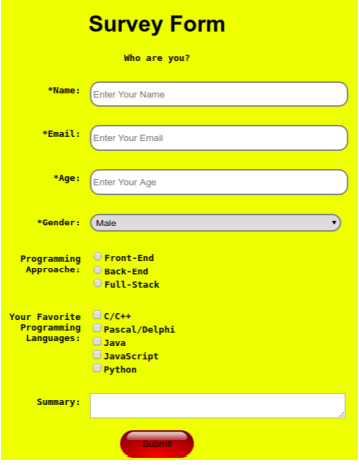 Survey Form
Who are you?
*Name:
Enter Your Name
*Email:
Enter Your Email
*Age:
Enter Your Age
*Gender:
Male
Programming
Approache:
Front-End
Back-End
Full-Stack
Your Favorite
Programming
Languages:
C/C++
Pascal/Delphi
Java
JavaScript
Python
Summary:
Submit